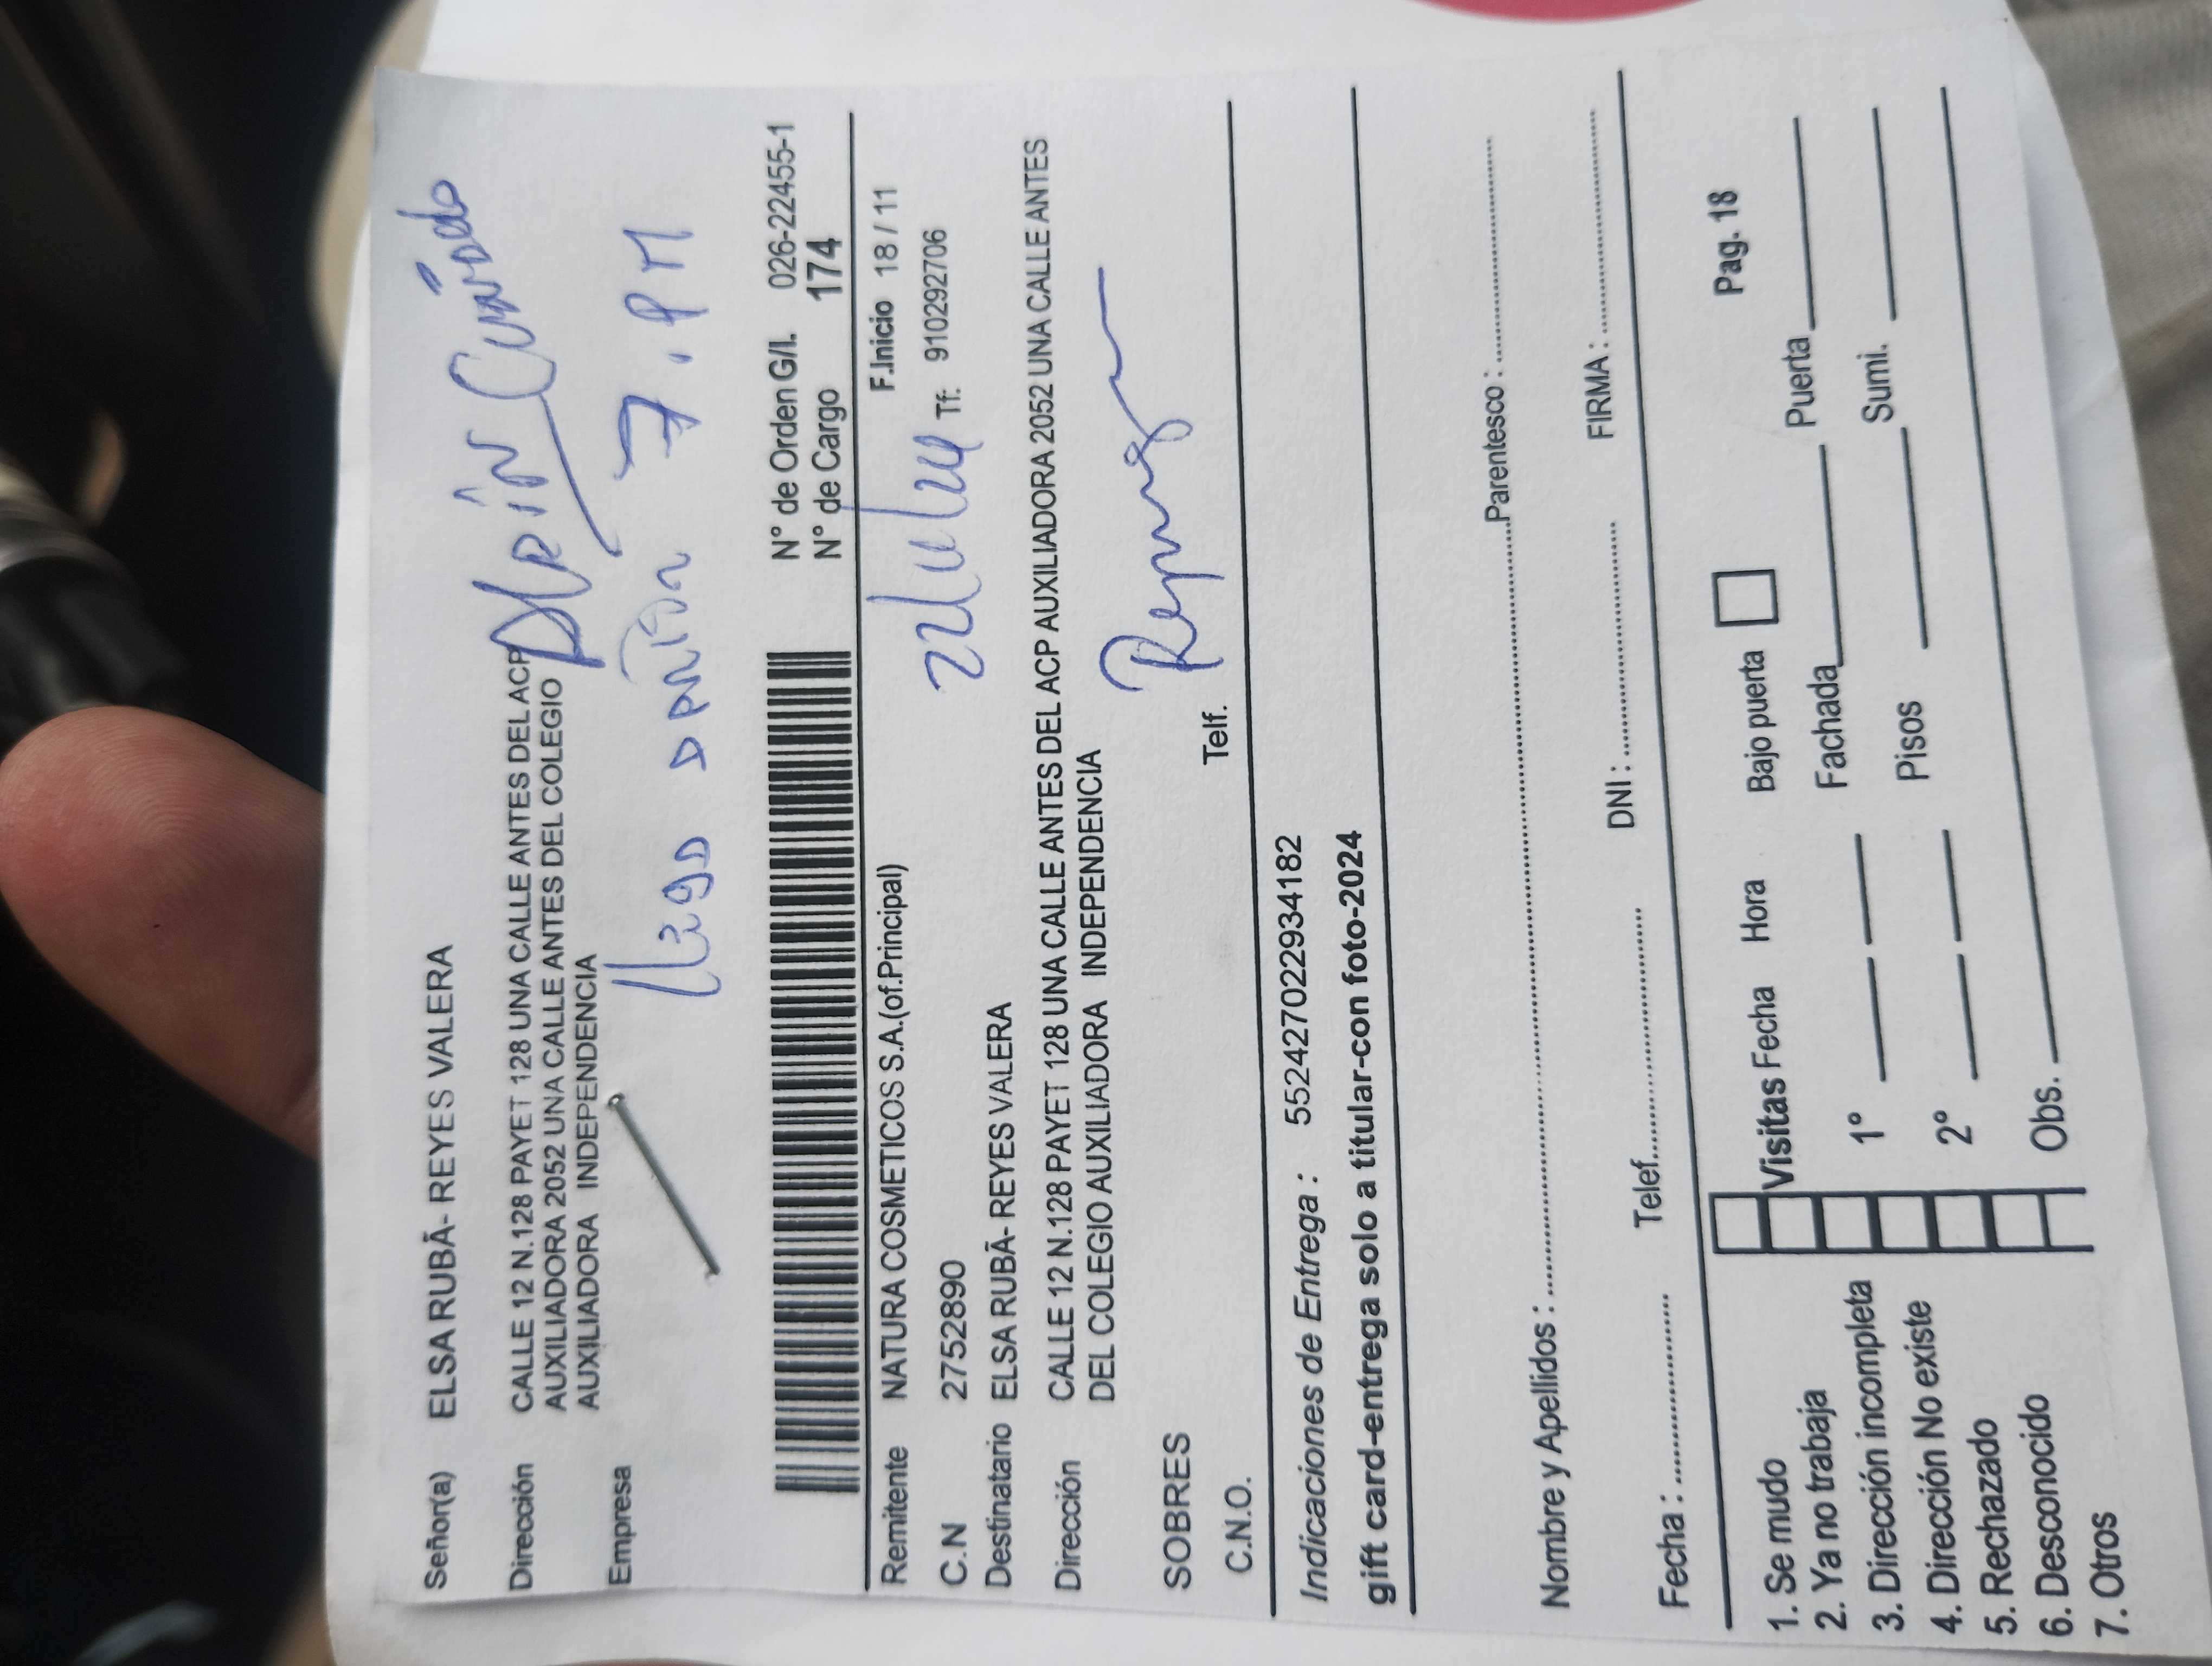 Señor(a) ELSA RUBÃ- REYES VALERA
Dirección CALLE 12 N.128 PAYET 128 UNA CALLE ANTES DEL ACP
AUXILIADORA 2052 UNA CALLE ANTES DEL COLEGIO
AUXILIADORA INDEPENDENCIA
Empresa
7.PM
N° de Orden G/I. 026-22455-1
N° de Cargo 174
Remitente NATURA COSMETICOS S.A.(of.Principal) F.Inicio 18 / 11
C.N 2752890 Tf. 910292706
Destinatario ELSA RUBÃ- REYES VALERA
Dirección CALLE 12 N.128 PAYET 128 UNA CALLE ANTES DEL ACP AUXILIADORA 2052 UNA CALLE ANTES
DEL COLEGIO AUXILIADORA INDEPENDENCIA
SOBRES
C.N.O. Telf.
Indicaciones de Entrega : 5524270222934182
gift card-entrega solo a titular-con foto-2024
Nombre y Apellidos : Parentesco :
Fecha : Telef. DNI : FIRMA :
1. Se mudo
2. Ya no trabaja
3. Dirección incompleta
4. Dirección No existe
5. Rechazado
6. Desconocido
7. Otros
Visitas Fecha Hora Bajo puerta Pag. 18
1° Fachada Puerta
2° Pisos Sumi.
Obs.